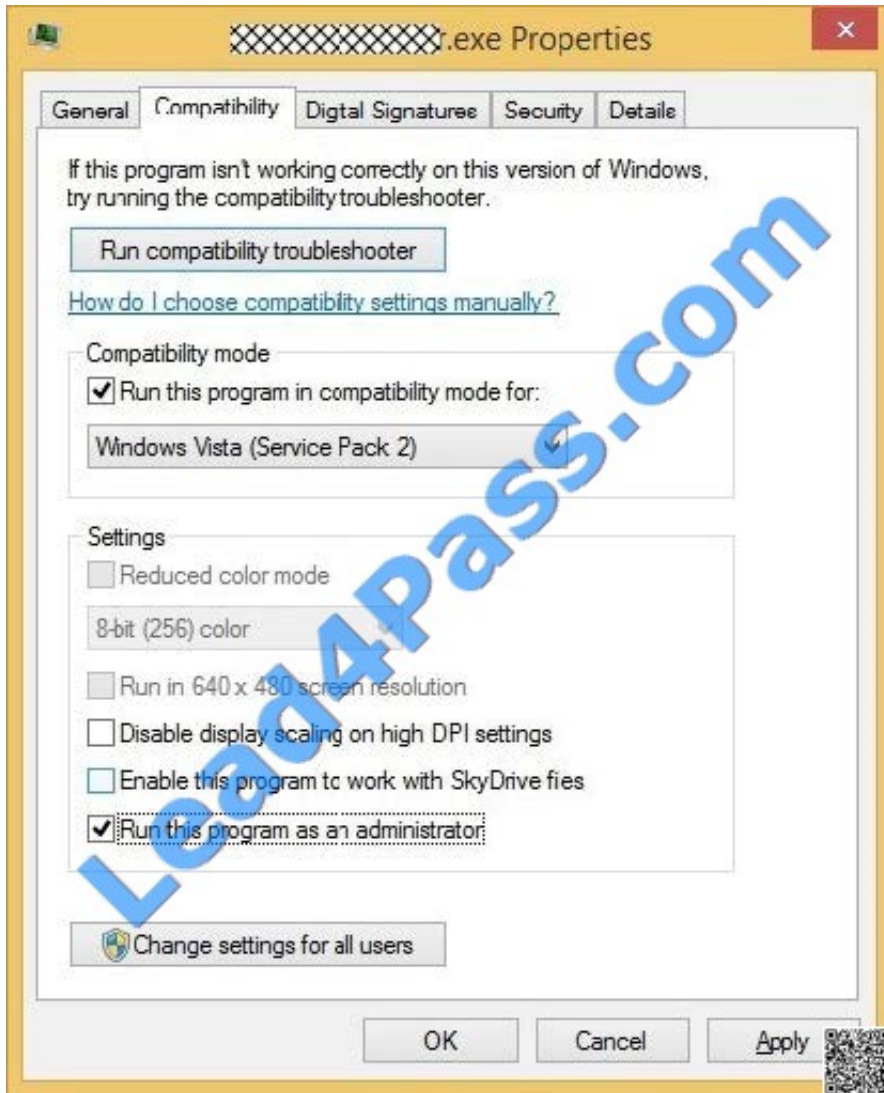 r.exe Properties
General Compatibility Digtal Signatures Security Details
If this program isn't working correctly on this version of Windows,
try running the compatibility troubleshooter.
Run compatibility troubleshooter
How do I choose compatibility settings manually?
Compatibility mode
Run this program in compatibility mode for:
Windows Vista (Service Pack 2)
Settings
Reduced color mode
8-bit (256) color
Run in 640 x 480 screen resolution
Disable display scaling on high DPI settings
Enable this program to work with SkyDrive files
Run this program as an administrator
Change settings for all users
OK Cancel Apply
Lead4Pass.com